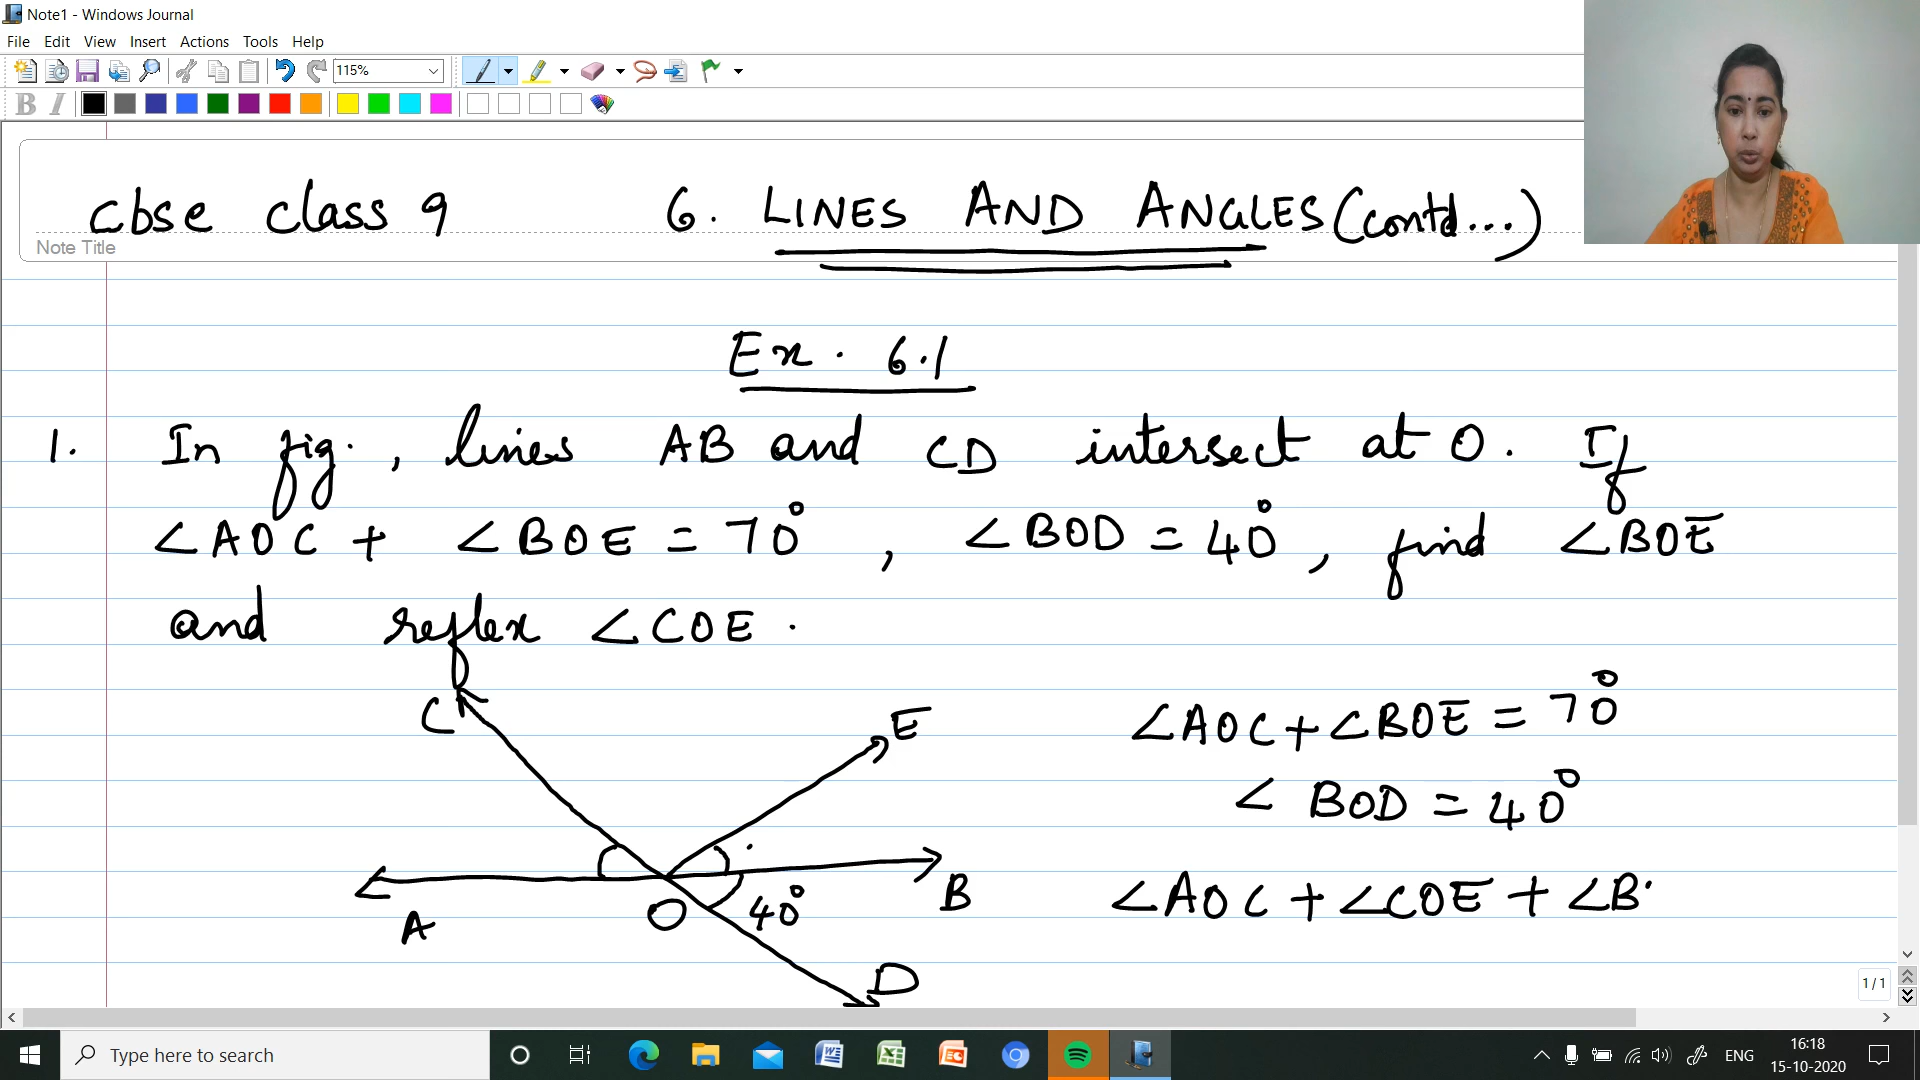 Note1 - Windows Journal
File Edit View Insert Actions Tools Help
115%
B I
cbse class 9 6. LINES AND ANGLES (contd...)
Note Title
Ex. 6.1
1. In fig., lines AB and CD intersect at O. If
∠AOC + ∠BOE = 70°, ∠BOD = 40°, find ∠BOE
and reflex ∠COE.
C
E
A
O
40°
B
D
∠AOC + ∠BOE = 70°
∠BOD = 40°
∠AOC + ∠COE + ∠B
1 / 1
Type here to search
ENG
16:18
15-10-2020